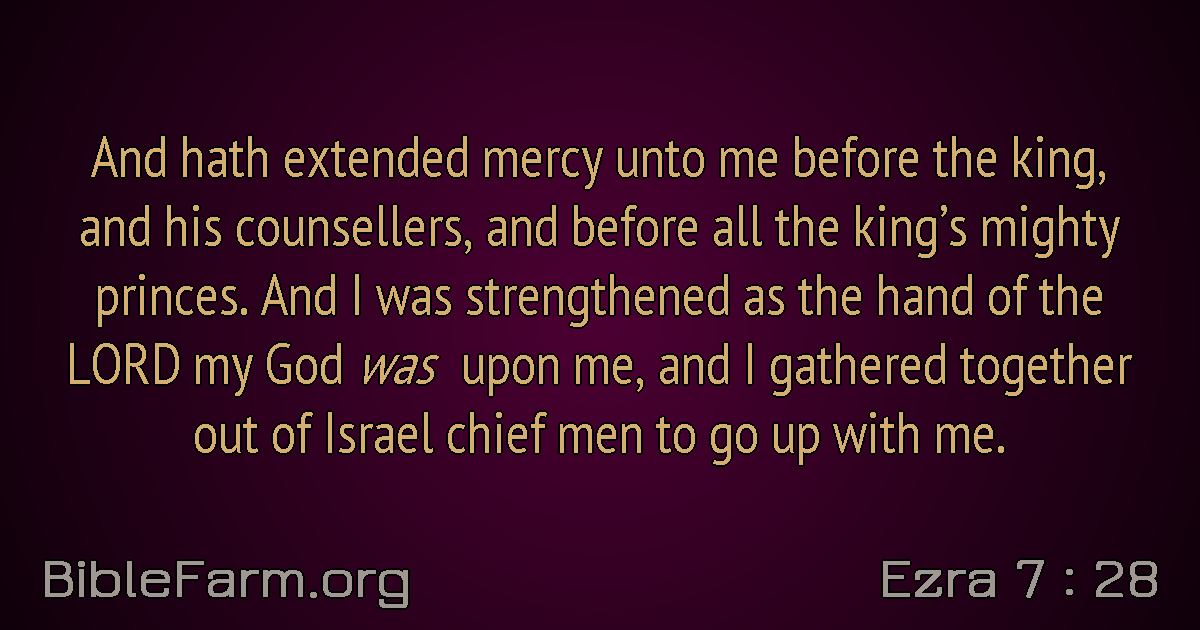 And hath extended mercy unto me before the king,
and his counsellers, and before all the king’s mighty
princes. And I was strengthened as the hand of the
LORD my God was upon me, and I gathered together
out of Israel chief men to go up with me.
BibleFarm.org
Ezra 7 : 28